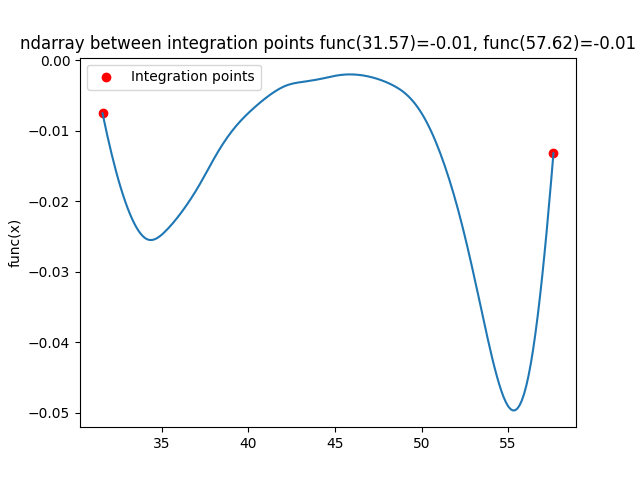 ndarray between integration points func(31.57)=-0.01, func(57.62)=-0.01
Integration points
func(x)
0.00
−0.01
−0.02
−0.03
−0.04
−0.05
35 40 45 50 55